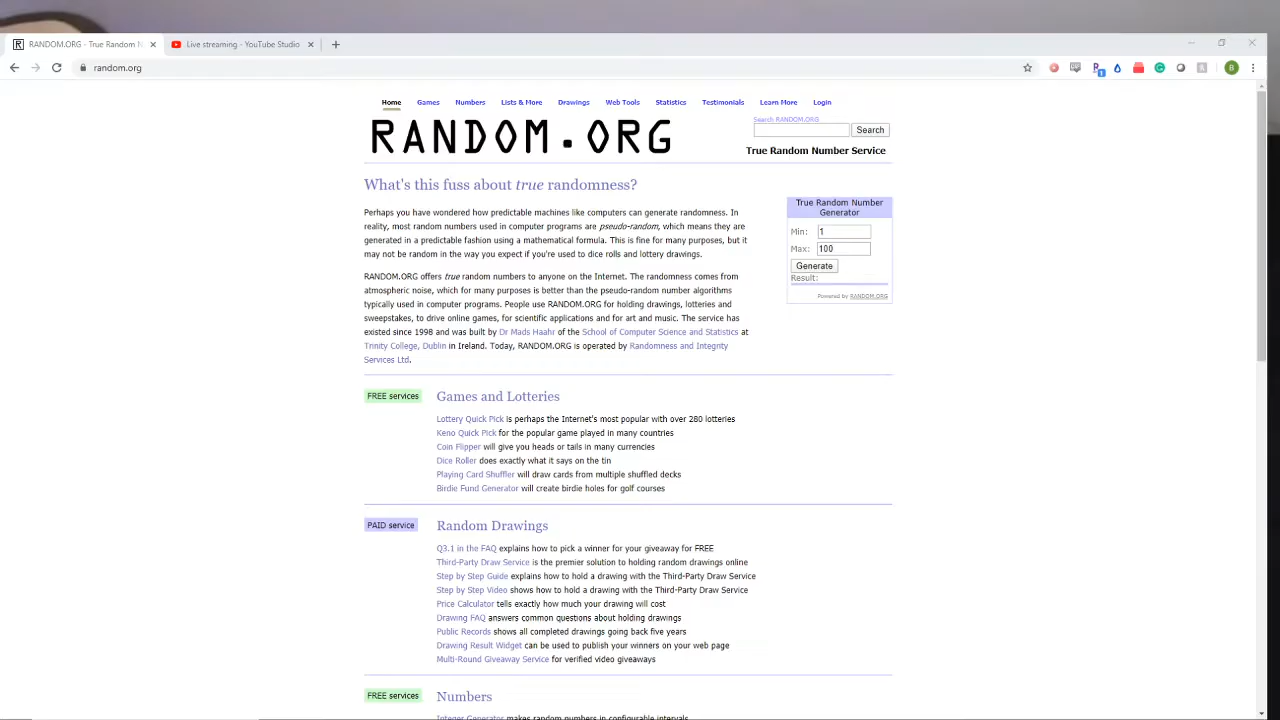 RANDOM.ORG - True Random N
Live streaming - YouTube Studio
random.org
Home Games Numbers Lists & More Drawings Web Tools Statistics Testimonials Learn More Login
RANDOM.ORG
Search RANDOM.ORG
Search
True Random Number Service
What's this fuss about true randomness?
Perhaps you have wondered how predictable machines like computers can generate randomness. In
reality, most random numbers used in computer programs are pseudo-random, which means they are
generated in a predictable fashion using a mathematical formula. This is fine for many purposes, but it
may not be random in the way you expect if you're used to dice rolls and lottery drawings.
RANDOM.ORG offers true random numbers to anyone on the Internet. The randomness comes from
atmospheric noise, which for many purposes is better than the pseudo-random number algorithms
typically used in computer programs. People use RANDOM.ORG for holding drawings, lotteries and
sweepstakes, to drive online games, for scientific applications and for art and music. The service has
existed since 1998 and was built by Dr Mads Haahr of the School of Computer Science and Statistics at
Trinity College, Dublin in Ireland. Today, RANDOM.ORG is operated by Randomness and Integrity
Services Ltd.
True Random Number
Generator
Min: 1
Max: 100
Generate
Result:
Powered by RANDOM.ORG
FREE services
Games and Lotteries
Lottery Quick Pick is perhaps the Internet's most popular with over 280 lotteries
Keno Quick Pick for the popular game played in many countries
Coin Flipper will give you heads or tails in many currencies
Dice Roller does exactly what it says on the tin
Playing Card Shuffler will draw cards from multiple shuffled decks
Birdie Fund Generator will create birdie holes for golf courses
PAID service
Random Drawings
Q3.1 in the FAQ explains how to pick a winner for your giveaway for FREE
Third-Party Draw Service is the premier solution to holding random drawings online
Step by Step Guide explains how to hold a drawing with the Third-Party Draw Service
Step by Step Video shows how to hold a drawing with the Third-Party Draw Service
Price Calculator tells exactly how much your drawing will cost
Drawing FAQ answers common questions about holding drawings
Public Records shows all completed drawings going back five years
Drawing Result Widget can be used to publish your winners on your web page
Multi-Round Giveaway Service for verified video giveaways
FREE services
Numbers
Integer Generator makes random numbers in configurable intervals